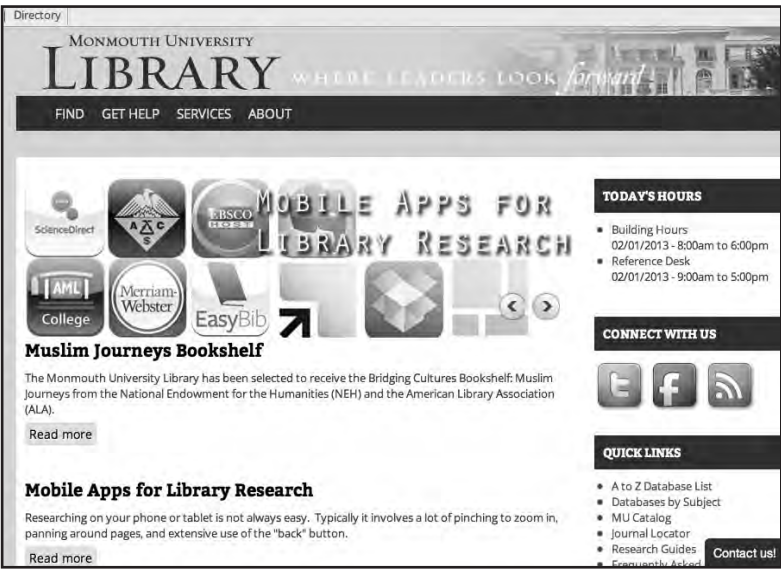 Directory
MONMOUTH UNIVERSITY
LIBRARY
WHERE LEADERS LOOK forward
FIND GET HELP SERVICES ABOUT
ScienceDirect
A C S
EBSCO
HOST
MOBILE APPS FOR
LIBRARY RESEARCH
AML
College
Merriam-
Webster
EasyBib
Muslim Journeys Bookshelf
The Monmouth University Library has been selected to receive the Bridging Cultures Bookshelf: Muslim
Journeys from the National Endowment for the Humanities (NEH) and the American Library Association
(ALA).
Read more
Mobile Apps for Library Research
Researching on your phone or tablet is not always easy. Typically it involves a lot of pinching to zoom in,
panning around pages, and extensive use of the "back" button.
Read more
TODAY'S HOURS
Building Hours
02/01/2013 - 8:00am to 6:00pm
Reference Desk
02/01/2013 - 9:00am to 5:00pm
CONNECT WITH US
t f
QUICK LINKS
A to Z Database List
Databases by Subject
MU Catalog
Journal Locator
Research Guides
Frequently Asked
Contact us!